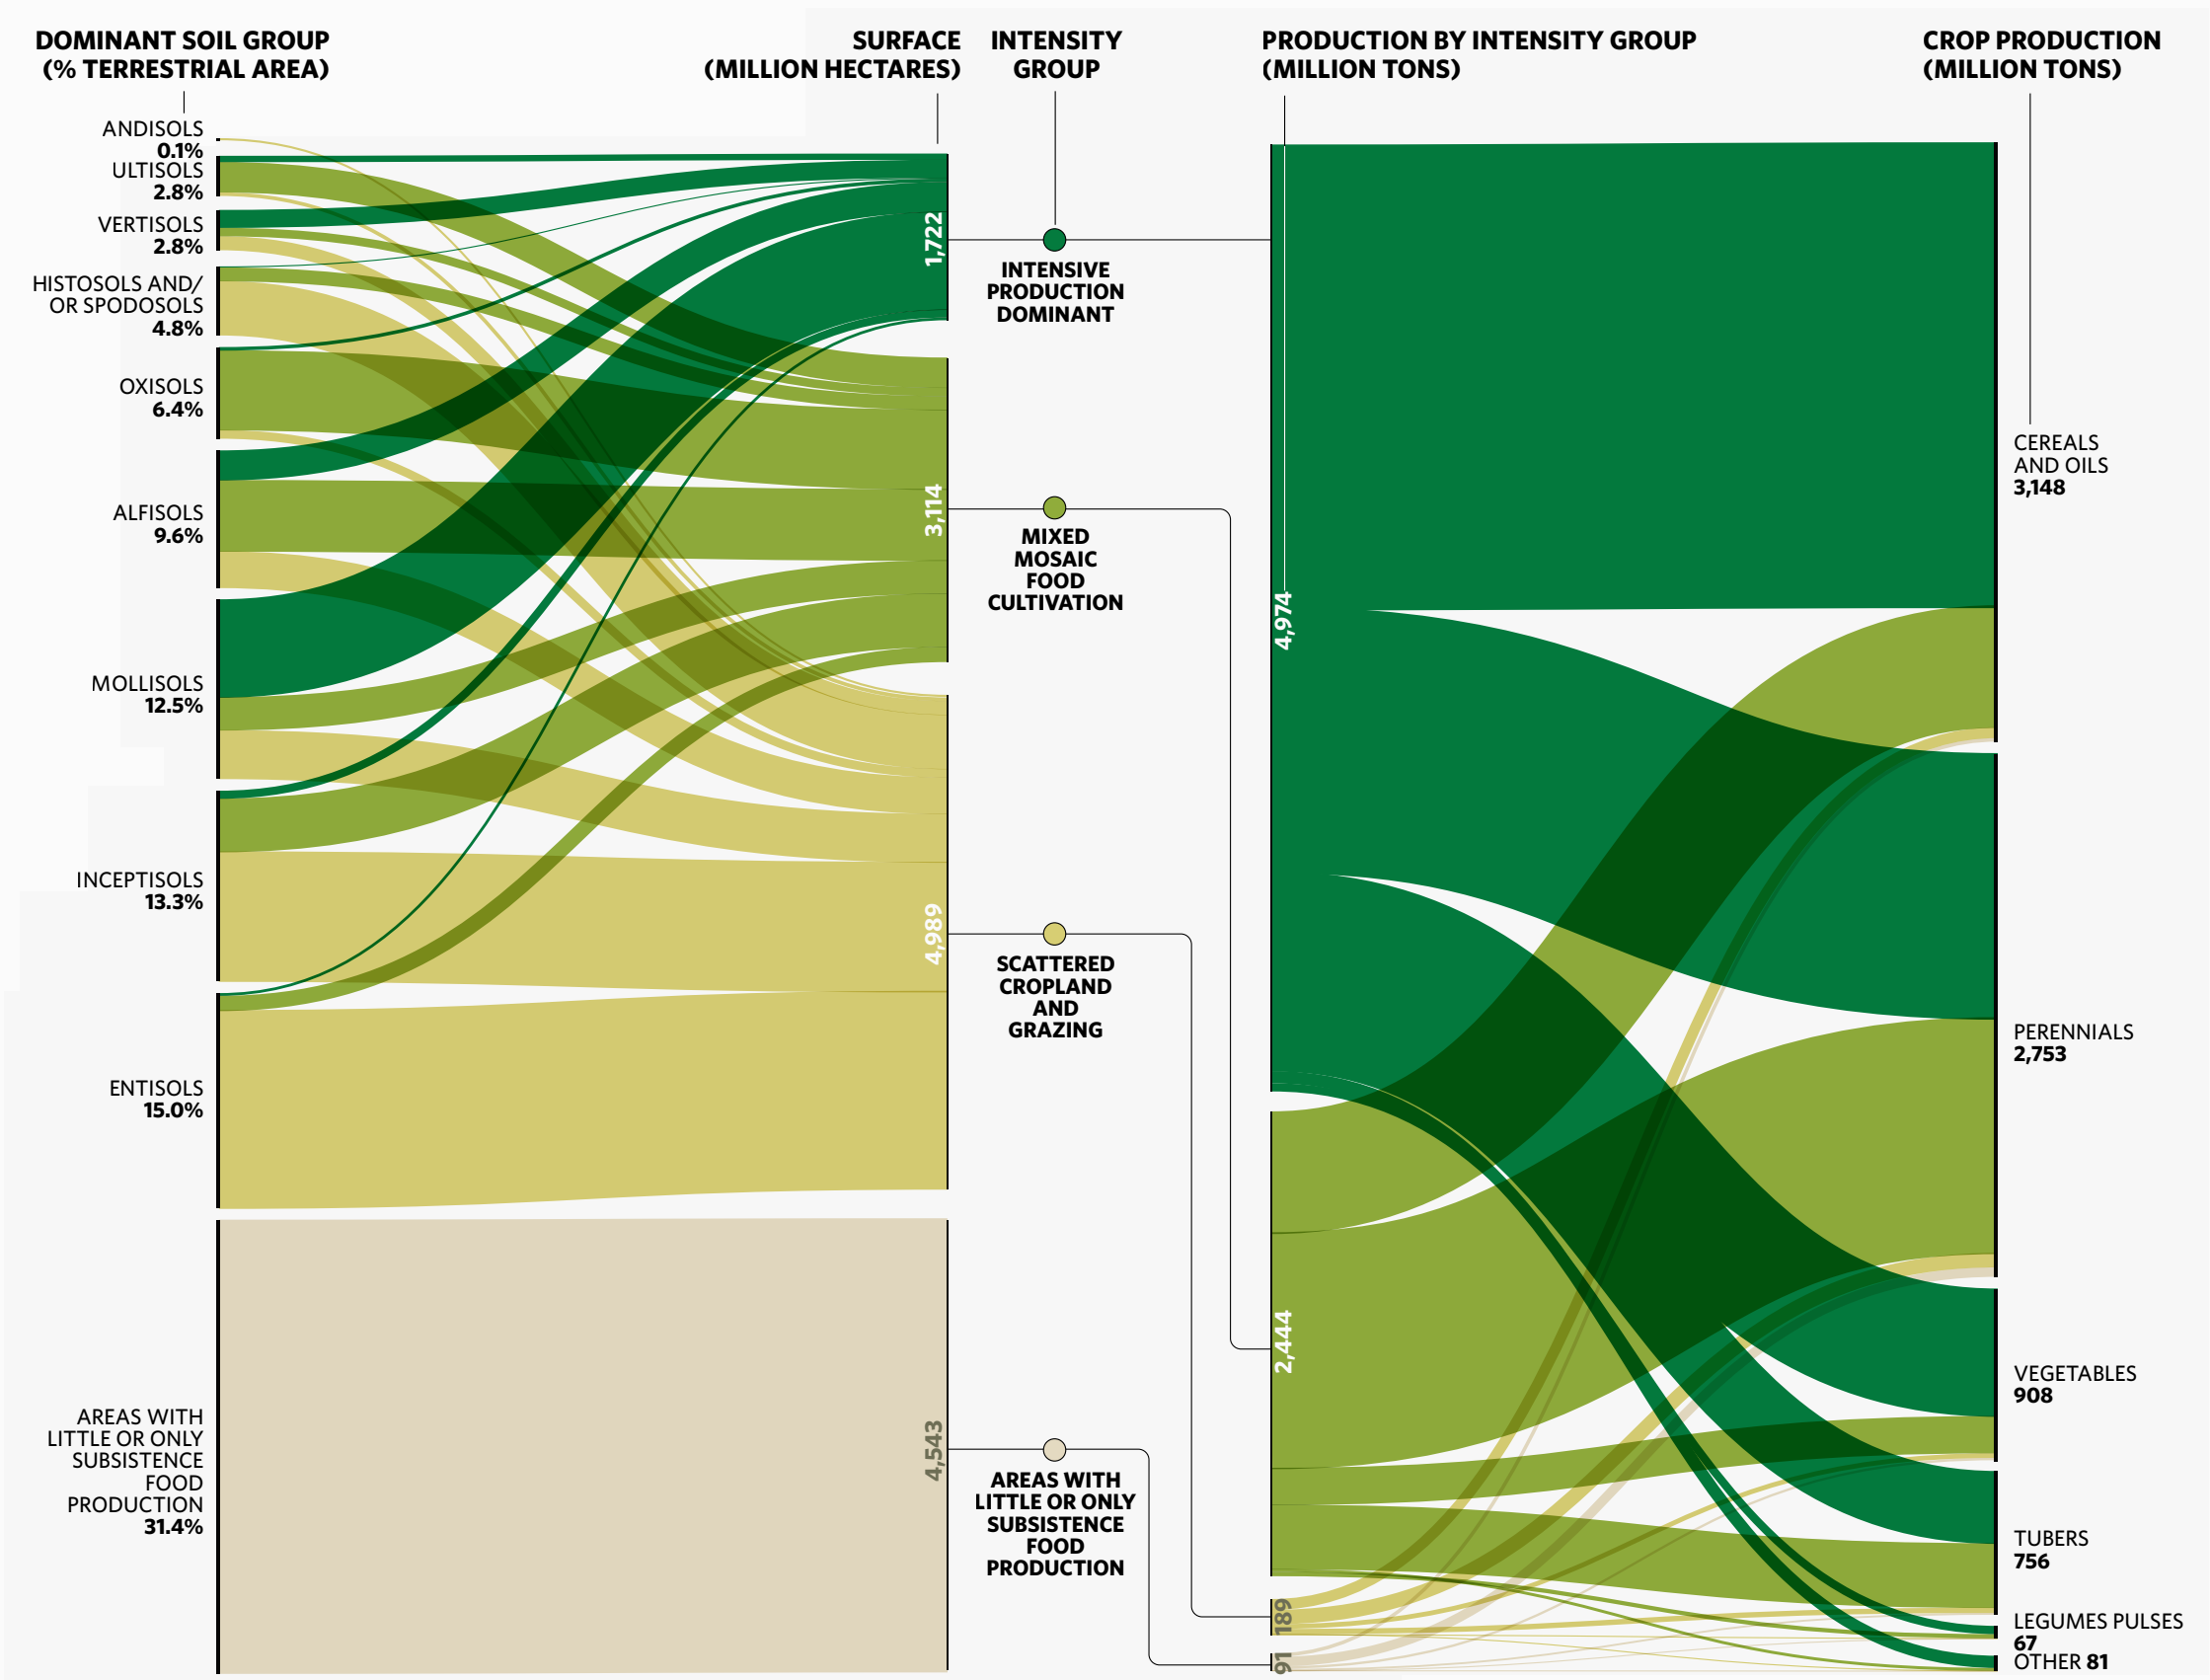 DOMINANT SOIL GROUP
(% TERRESTRIAL AREA)
SURFACE
(MILLION HECTARES)
INTENSITY
GROUP
PRODUCTION BY INTENSITY GROUP
(MILLION TONS)
CROP PRODUCTION
(MILLION TONS)
ANDISOLS
0.1%
ULTISOLS
2.8%
VERTISOLS
2.8%
HISTOSOLS AND/
OR SPODOSOLS
4.8%
OXISOLS
6.4%
ALFISOLS
9.6%
MOLLISOLS
12.5%
INCEPTISOLS
13.3%
ENTISOLS
15.0%
AREAS WITH
LITTLE OR ONLY
SUBSISTENCE
FOOD
PRODUCTION
31.4%
1,722
3,114
4,989
4,543
INTENSIVE
PRODUCTION
DOMINANT
MIXED
MOSAIC
FOOD
CULTIVATION
SCATTERED
CROPLAND
AND
GRAZING
AREAS WITH
LITTLE OR ONLY
SUBSISTENCE
FOOD
PRODUCTION
4,974
2,444
189
91
CEREALS
AND OILS
3,148
PERENNIALS
2,753
VEGETABLES
908
TUBERS
756
LEGUMES PULSES
67
OTHER 81